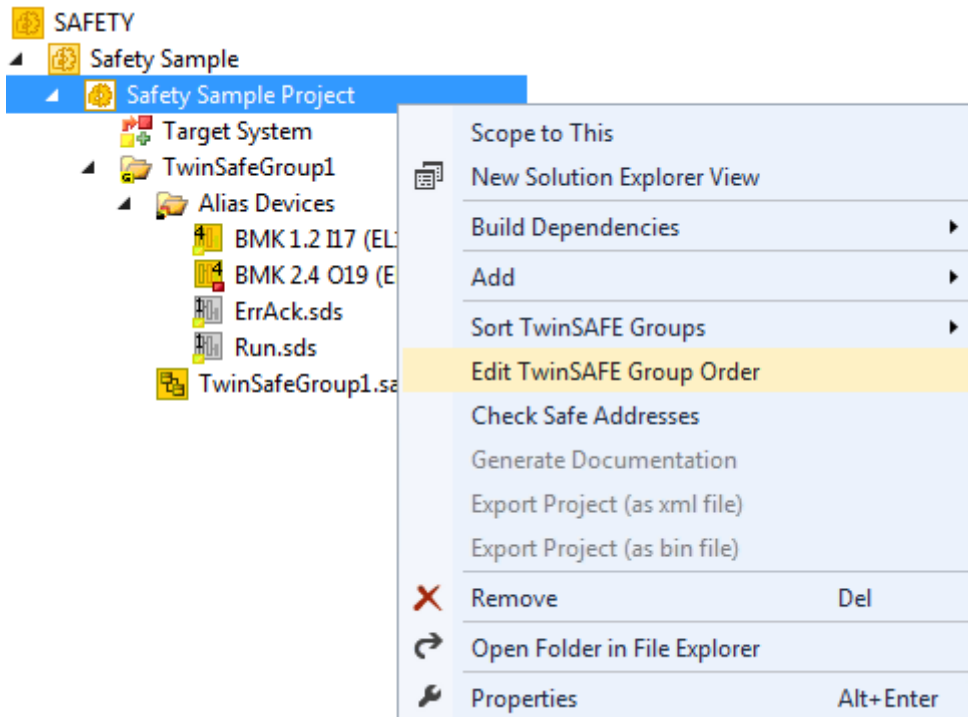 SAFETY
Safety Sample
Safety Sample Project
Target System
TwinSafeGroup1
Alias Devices
BMK 1.2 I17 (EL
BMK 2.4 O19 (E
ErrAck.sds
Run.sds
TwinSafeGroup1.sa
Scope to This
New Solution Explorer View
Build Dependencies
Add
Sort TwinSAFE Groups
Edit TwinSAFE Group Order
Check Safe Addresses
Generate Documentation
Export Project (as xml file)
Export Project (as bin file)
Remove Del
Open Folder in File Explorer
Properties Alt+Enter